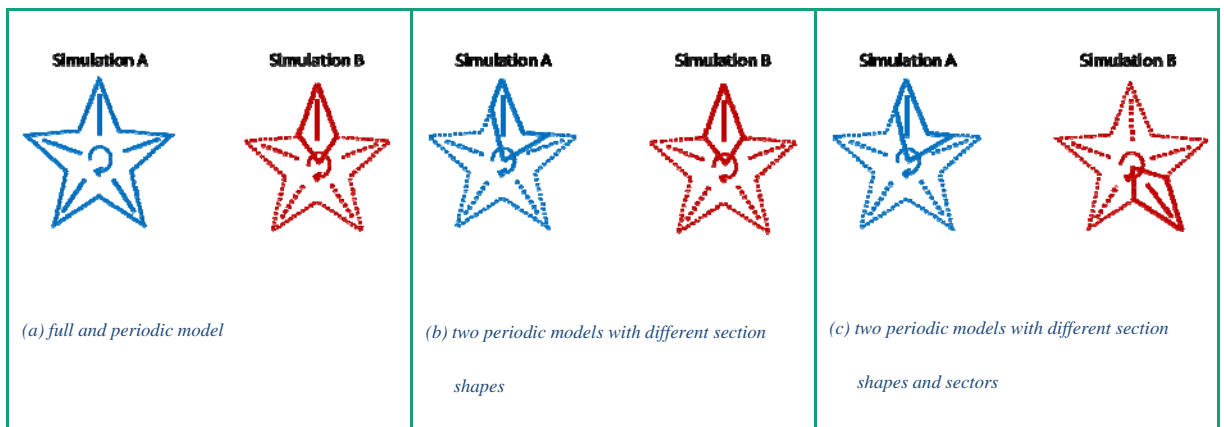 Simulation A
Simulation B
(a) full and periodic model
Simulation A
Simulation B
(b) two periodic models with different section
shapes
Simulation A
Simulation B
(c) two periodic models with different section
shapes and sectors